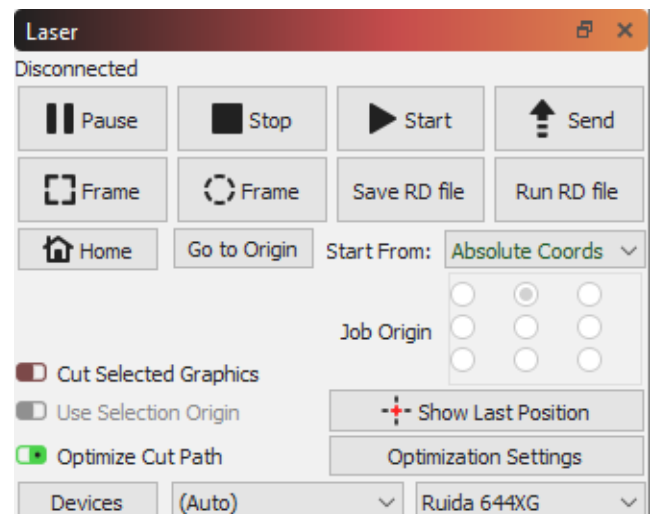 Laser
Disconnected
Pause Stop Start Send
Frame Frame Save RD file Run RD file
Home Go to Origin Start From: Absolute Coords
Job Origin
Cut Selected Graphics
Use Selection Origin Show Last Position
Optimize Cut Path Optimization Settings
Devices (Auto) Ruida 644XG